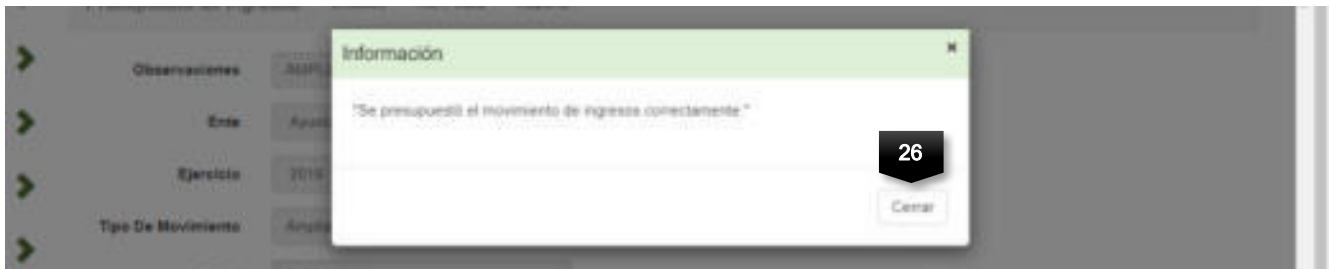 Información
×
"Se presupuestó el movimiento de ingresos correctamente."
26
Cerrar
Observaciones
Ente
Ejercicio
Tipo De Movimiento